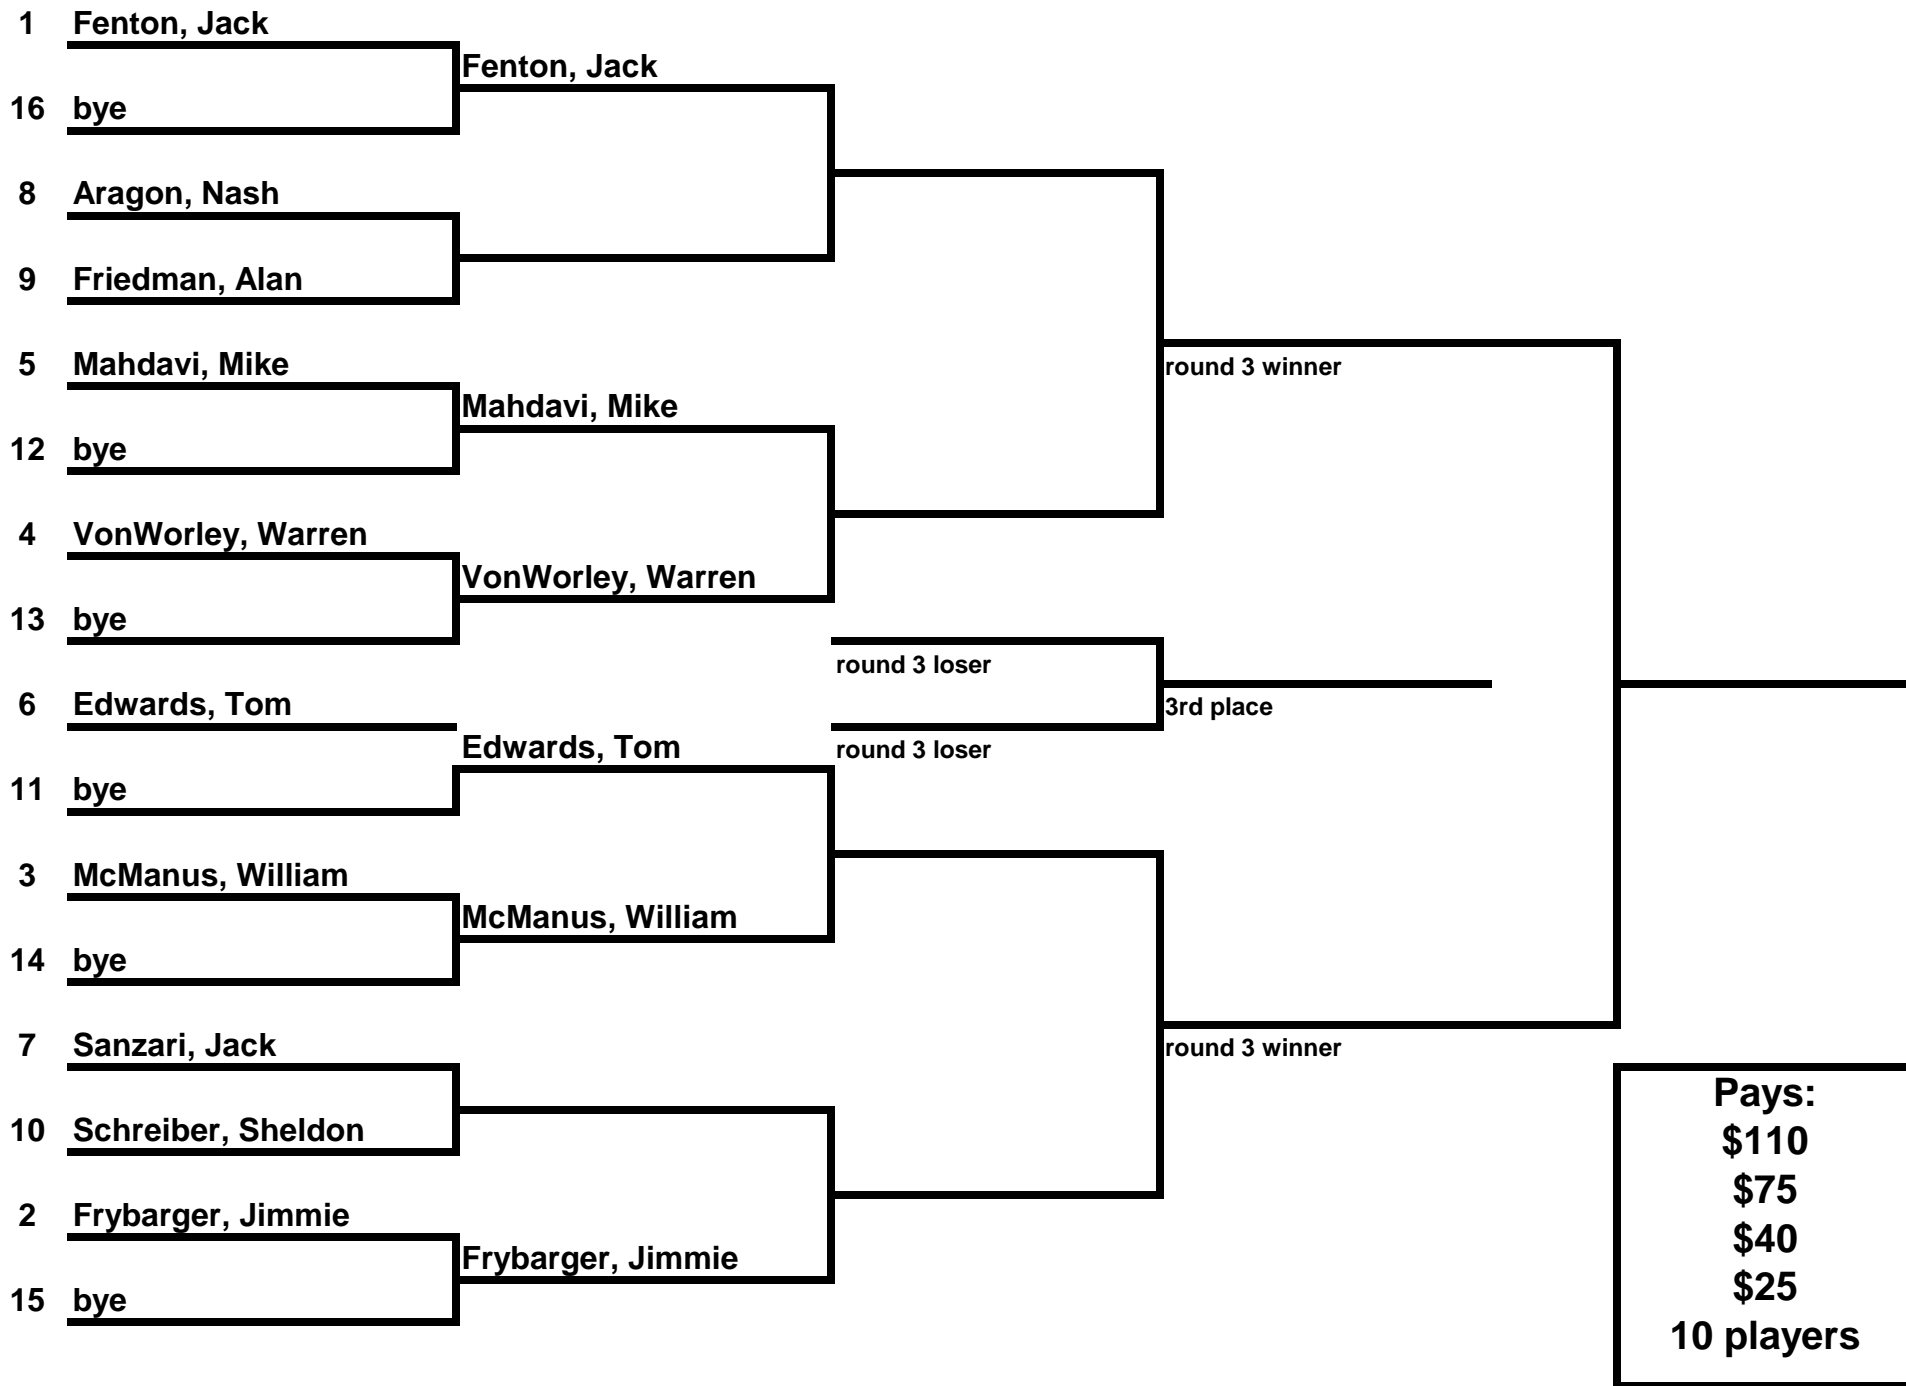 1 Fenton, Jack
Fenton, Jack
16 bye
8 Aragon, Nash
9 Friedman, Alan
5 Mahdavi, Mike
round 3 winner
Mahdavi, Mike
12 bye
4 VonWorley, Warren
VonWorley, Warren
13 bye
round 3 loser
6 Edwards, Tom
3rd place
Edwards, Tom
round 3 loser
11 bye
3 McManus, William
McManus, William
14 bye
7 Sanzari, Jack
round 3 winner
10 Schreiber, Sheldon
2 Frybarger, Jimmie
Frybarger, Jimmie
15 bye
Pays:
$110
$75
$40
$25
10 players